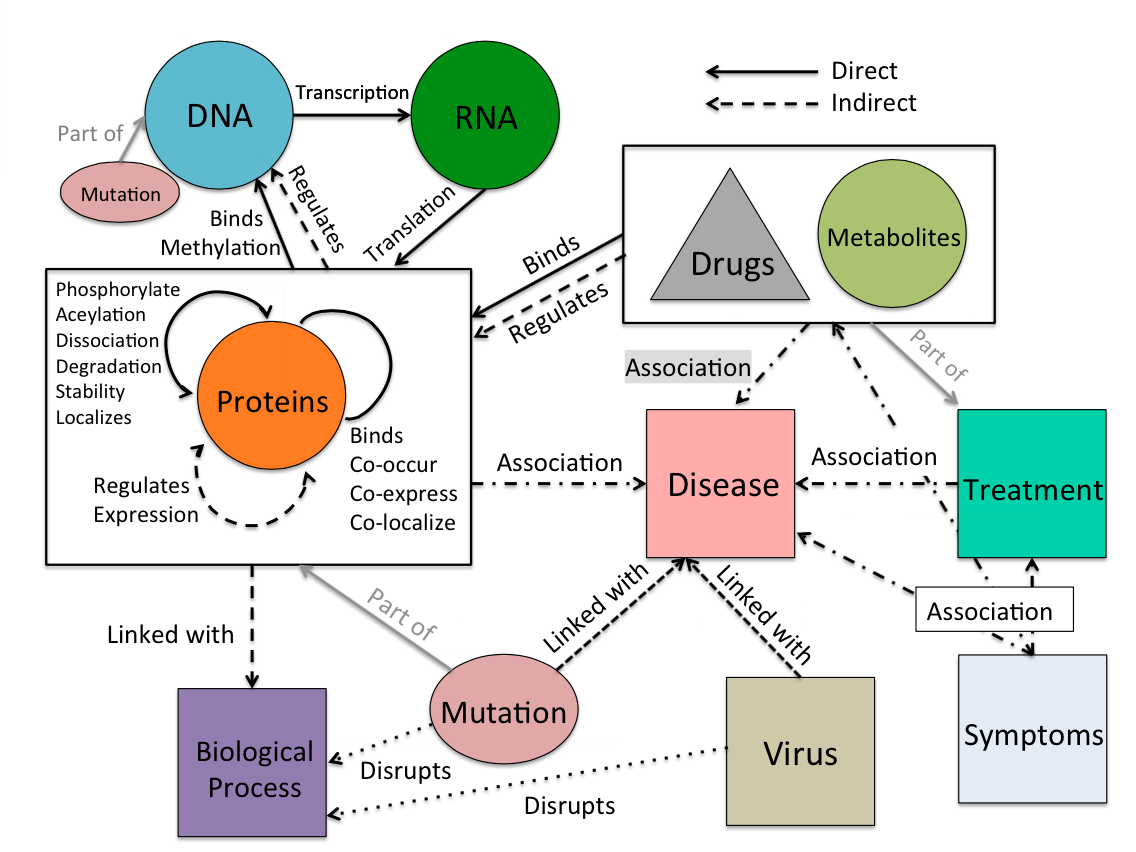 DNA
Transcription
RNA
Direct
Indirect
Part of
Mutation
Binds
Methylation
Regulates
Translation
Binds
Regulates
Drugs
Metabolites
Phosphorylate
Aceylation
Dissociation
Degradation
Stability
Localizes
Proteins
Binds
Co-occur
Co-express
Co-localize
Regulates
Expression
Association
Part of
Association
Disease
Association
Treatment
Linked with
Part of
Linked with
Linked with
Association
Mutation
Biological
Process
Disrupts
Virus
Disrupts
Symptoms